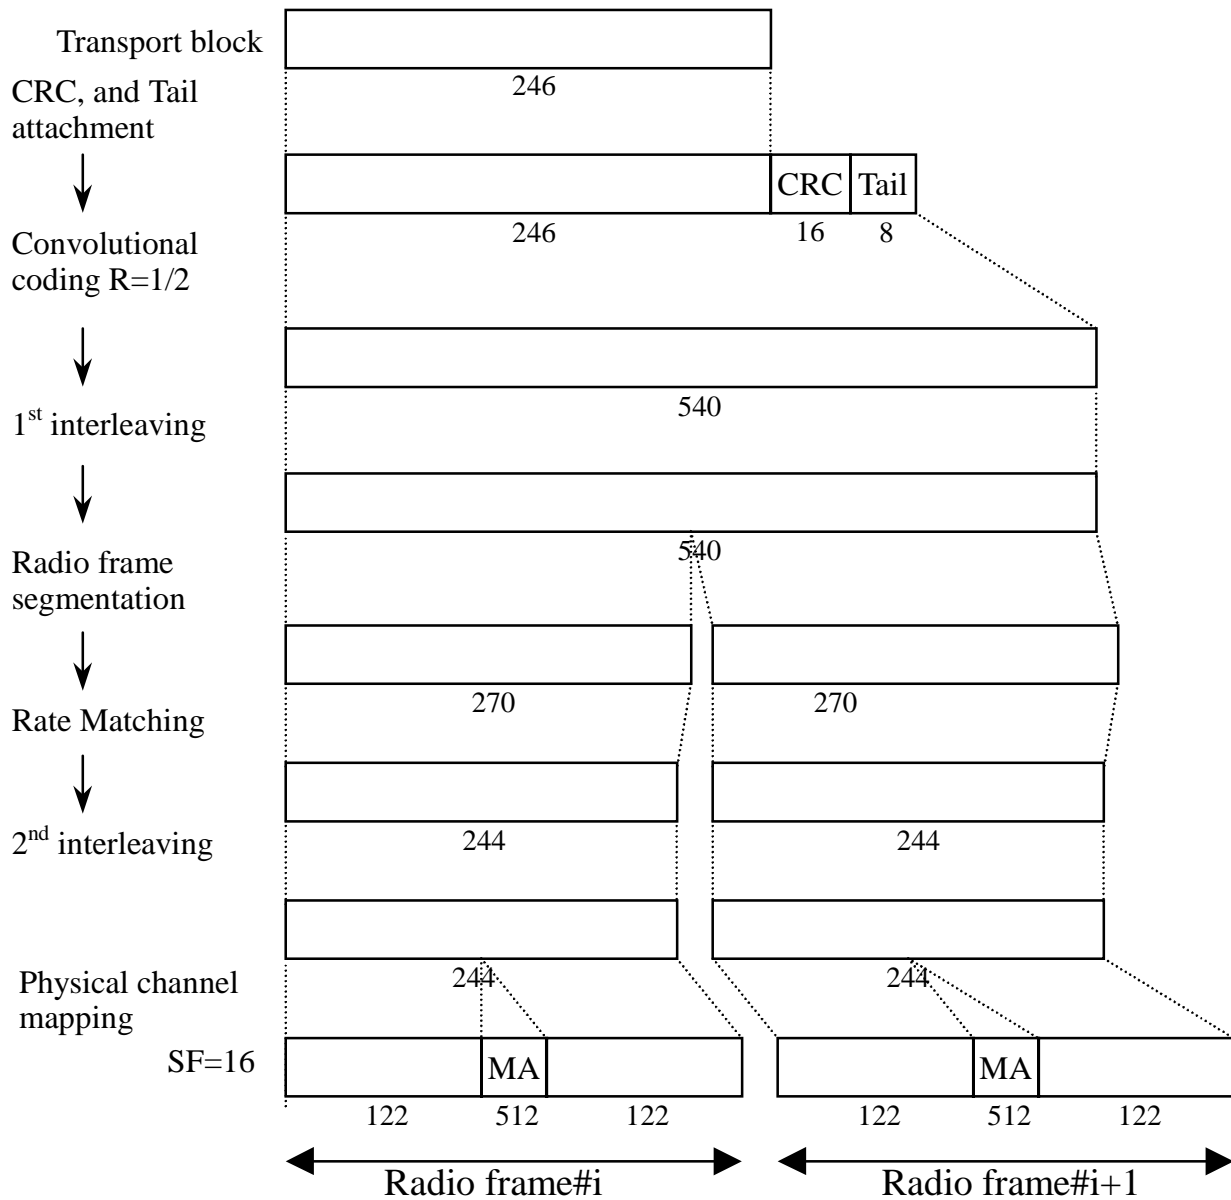 Transport block
246
CRC, and Tail
attachment
CRC Tail
246 16 8
Convolutional
coding R=1/2
540
1st interleaving
540
Radio frame
segmentation
270 270
Rate Matching
244 244
2nd interleaving
244 244
Physical channel
mapping
SF=16 MA MA
122 512 122 122 512 122
Radio frame#i Radio frame#i+1